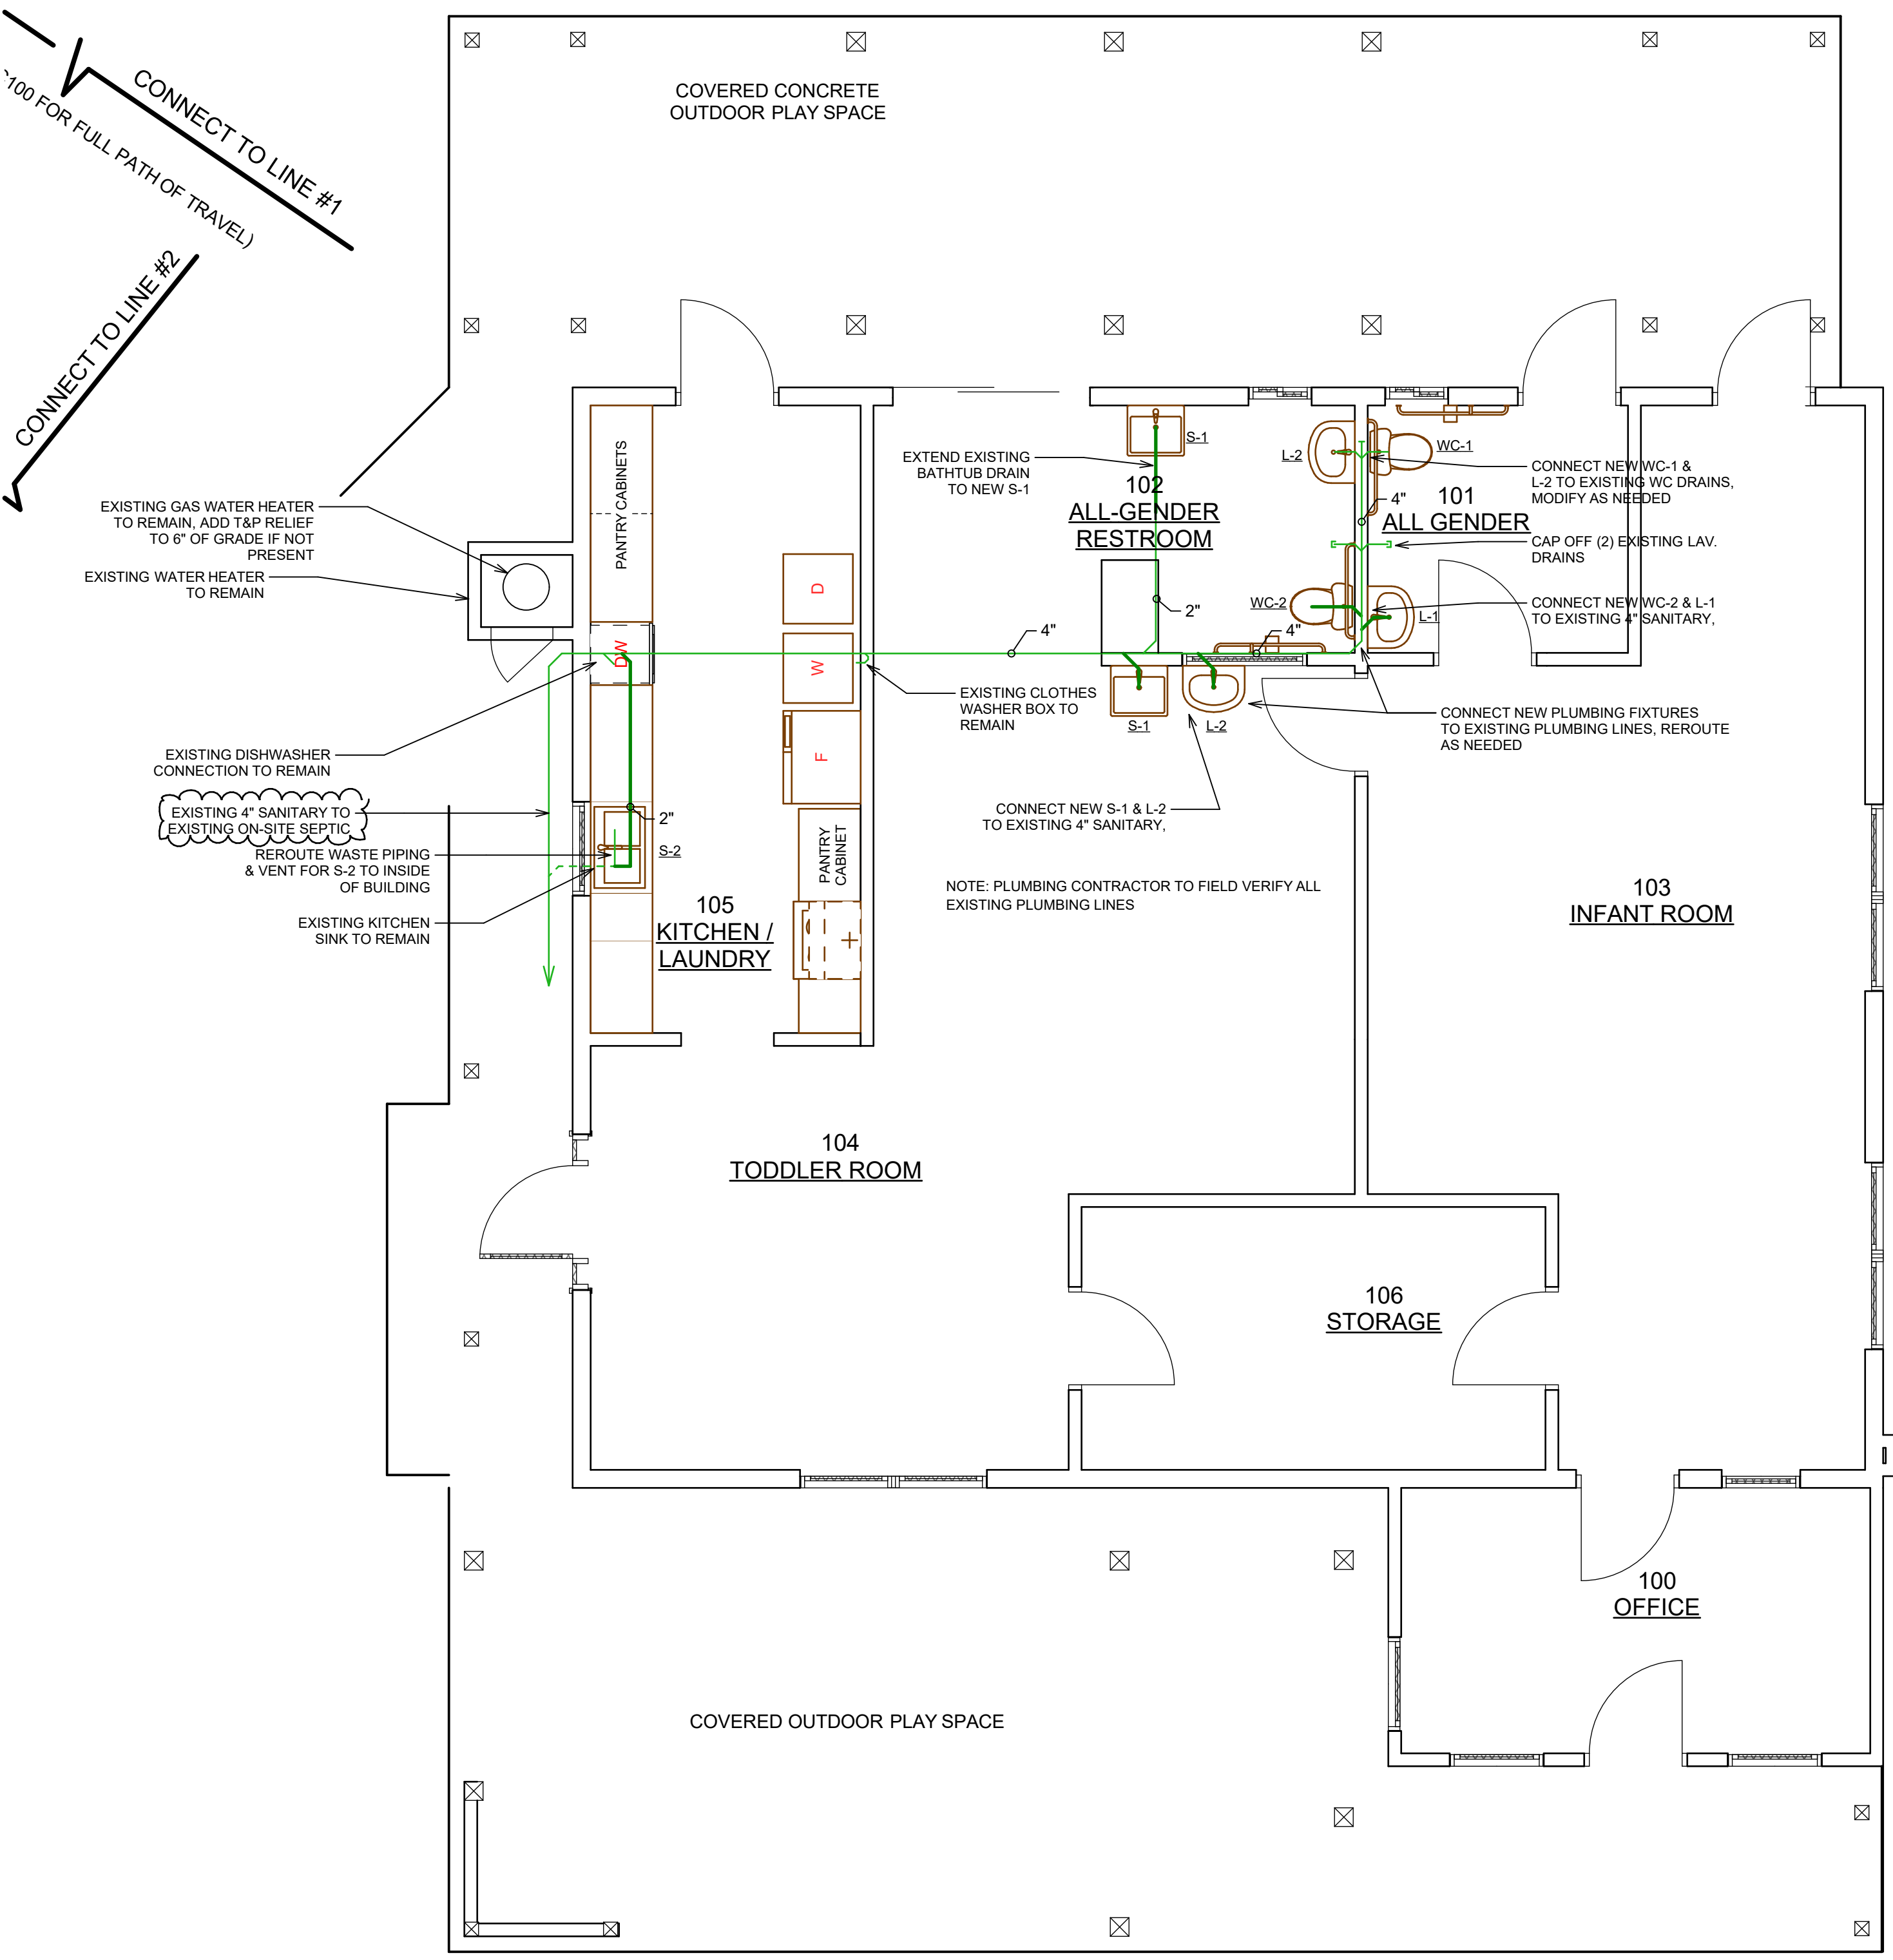 CONNECT TO LINE #1
100 FOR FULL PATH OF TRAVEL)
CONNECT TO LINE #2
COVERED CONCRETE
OUTDOOR PLAY SPACE
EXISTING GAS WATER HEATER
TO REMAIN, ADD T&P RELIEF
TO 6" OF GRADE IF NOT
PRESENT
EXISTING WATER HEATER
TO REMAIN
EXISTING DISHWASHER
CONNECTION TO REMAIN
EXISTING 4" SANITARY TO
EXISTING ON-SITE SEPTIC
REROUTE WASTE PIPING
& VENT FOR S-2 TO INSIDE
OF BUILDING
EXISTING KITCHEN
SINK TO REMAIN
PANTRY CABINETS
DW
D
W
F
2"
S-2
PANTRY
CABINET
105
KITCHEN /
LAUNDRY
EXTEND EXISTING
BATHTUB DRAIN
TO NEW S-1
S-1
102
ALL-GENDER
RESTROOM
L-2
WC-1
CONNECT NEW WC-1 &
L-2 TO EXISTING WC DRAINS,
MODIFY AS NEEDED
4"
101
ALL GENDER
CAP OFF (2) EXISTING LAV.
DRAINS
WC-2
L-1
CONNECT NEW WC-2 & L-1
TO EXISTING 4" SANITARY,
2"
4"
4"
EXISTING CLOTHES
WASHER BOX TO
REMAIN
S-1
L-2
CONNECT NEW PLUMBING FIXTURES
TO EXISTING PLUMBING LINES, REROUTE
AS NEEDED
CONNECT NEW S-1 & L-2
TO EXISTING 4" SANITARY,
NOTE: PLUMBING CONTRACTOR TO FIELD VERIFY ALL
EXISTING PLUMBING LINES
103
INFANT ROOM
104
TODDLER ROOM
106
STORAGE
100
OFFICE
COVERED OUTDOOR PLAY SPACE